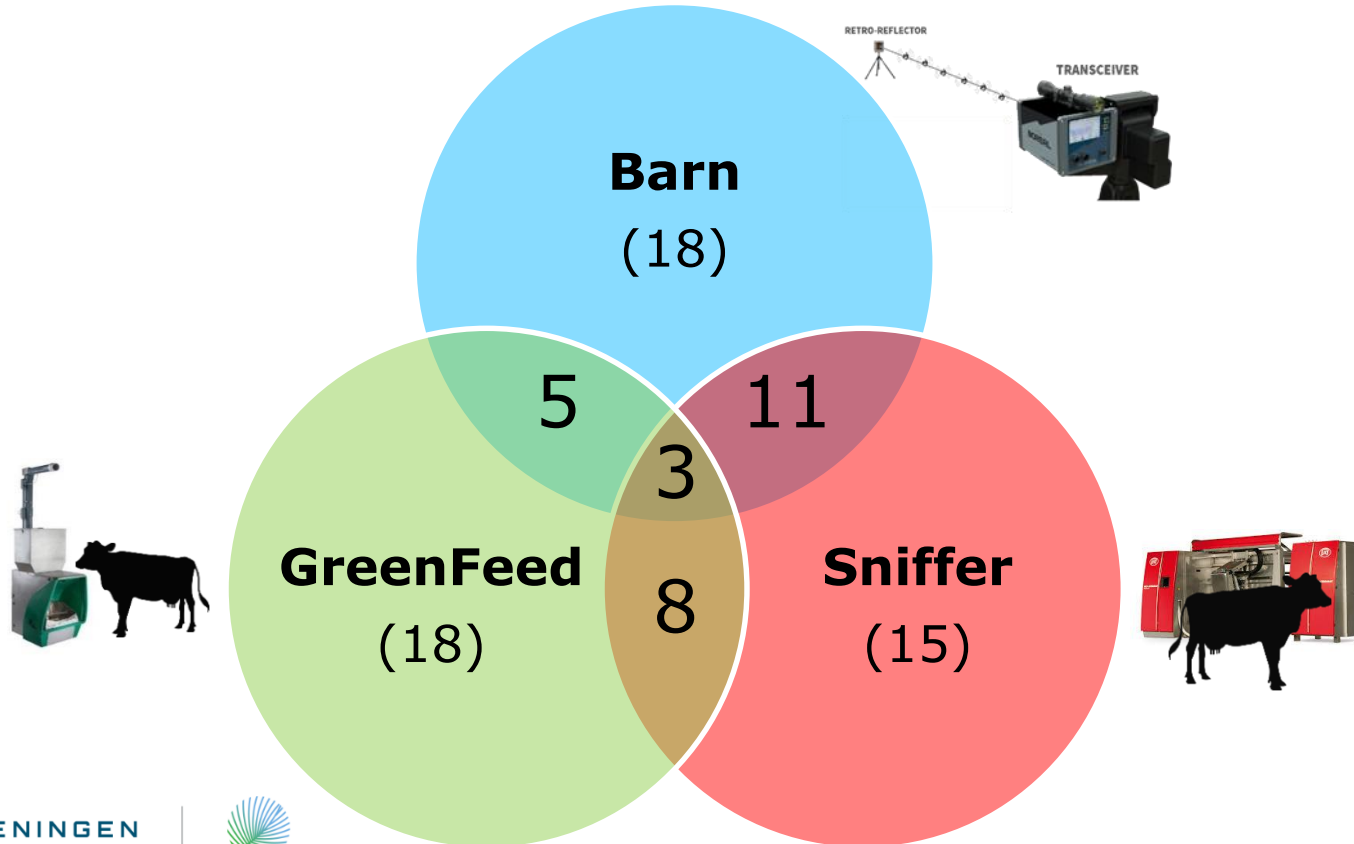 RETRO-REFLECTOR
TRANSCEIVER
Barn
(18)
5
11
3
GreenFeed
(18)
8
Sniffer
(15)
ENINGEN